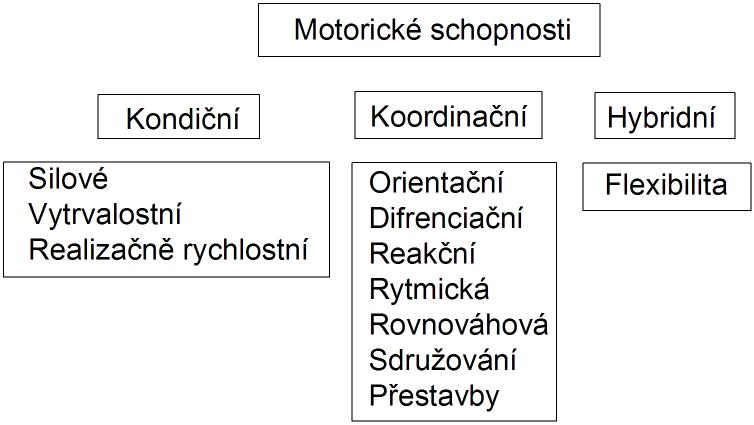 Motorické schopnosti
Kondiční
Koordinační
Hybridní
Silové
Vytrvalostní
Realizačně rychlostní
Orientační
Difrenciační
Reakční
Rytmická
Rovnováhová
Sdružování
Přestavby
Flexibilita